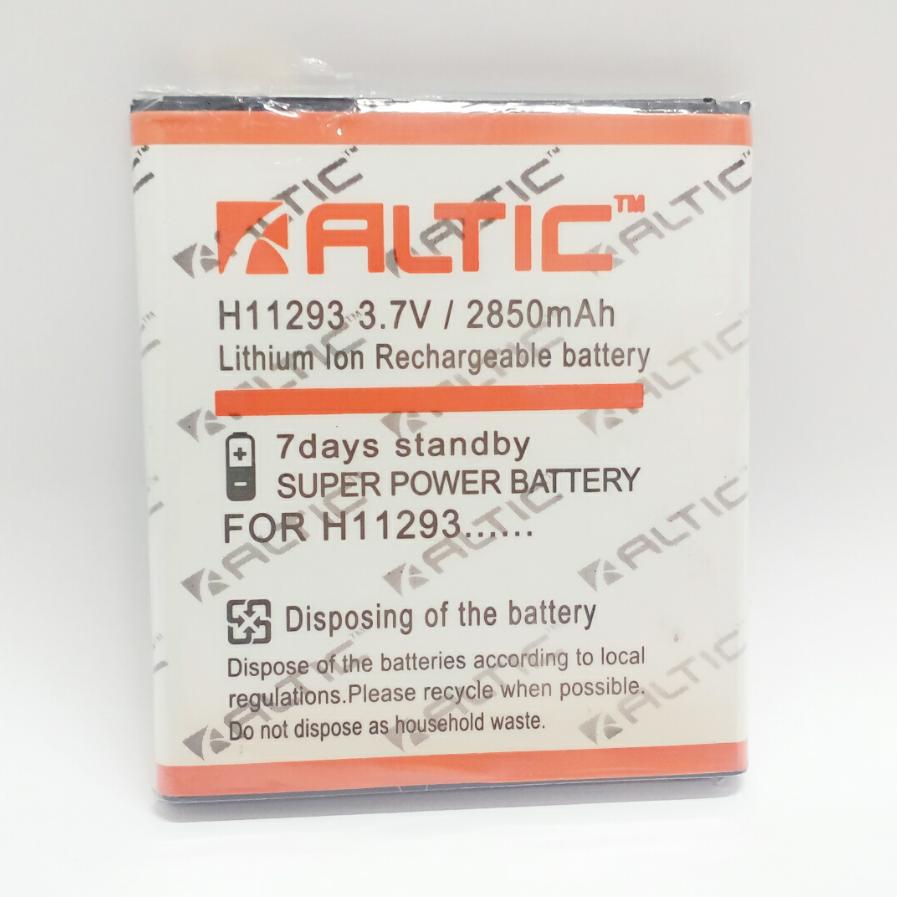 ALTIC™
H11293 3.7V / 2850mAh
Lithium Ion Rechargeable battery
7days standby
SUPER POWER BATTERY
FOR H11293......
Disposing of the battery
Dispose of the batteries according to local
regulations.Please recycle when possible.
Do not dispose as household waste.